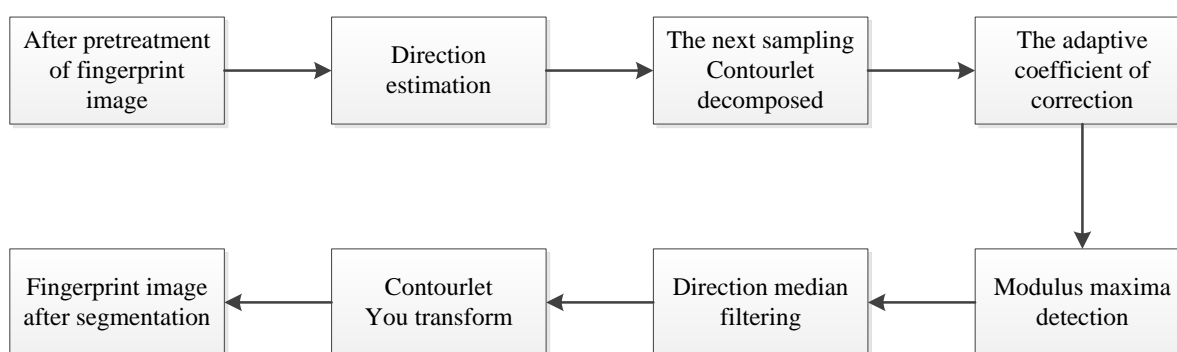 After pretreatment
of fingerprint
image
Direction
estimation
The next sampling
Contourlet
decomposed
The adaptive
coefficient of
correction
Modulus maxima
detection
Direction median
filtering
Contourlet
You transform
Fingerprint image
after segmentation